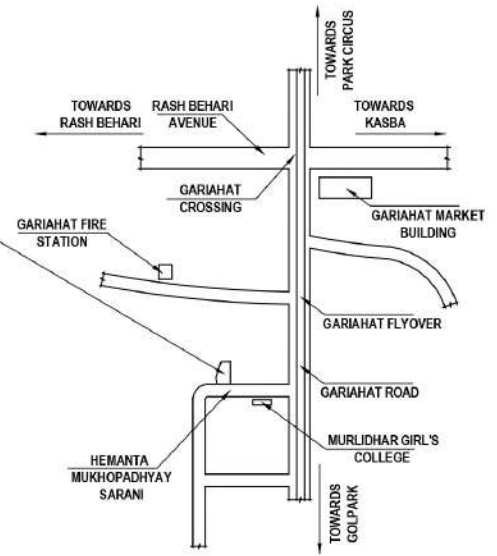 TOWARDS
PARK CIRCUS
TOWARDS
RASH BEHARI
RASH BEHARI
AVENUE
TOWARDS
KASBA
GARIAHAT
CROSSING
GARIAHAT MARKET
BUILDING
GARIAHAT FIRE
STATION
GARIAHAT FLYOVER
GARIAHAT ROAD
MURLIDHAR GIRL'S
COLLEGE
HEMANTA
MUKHOPADHYAY
SARANI
TOWARDS
GOLPARK